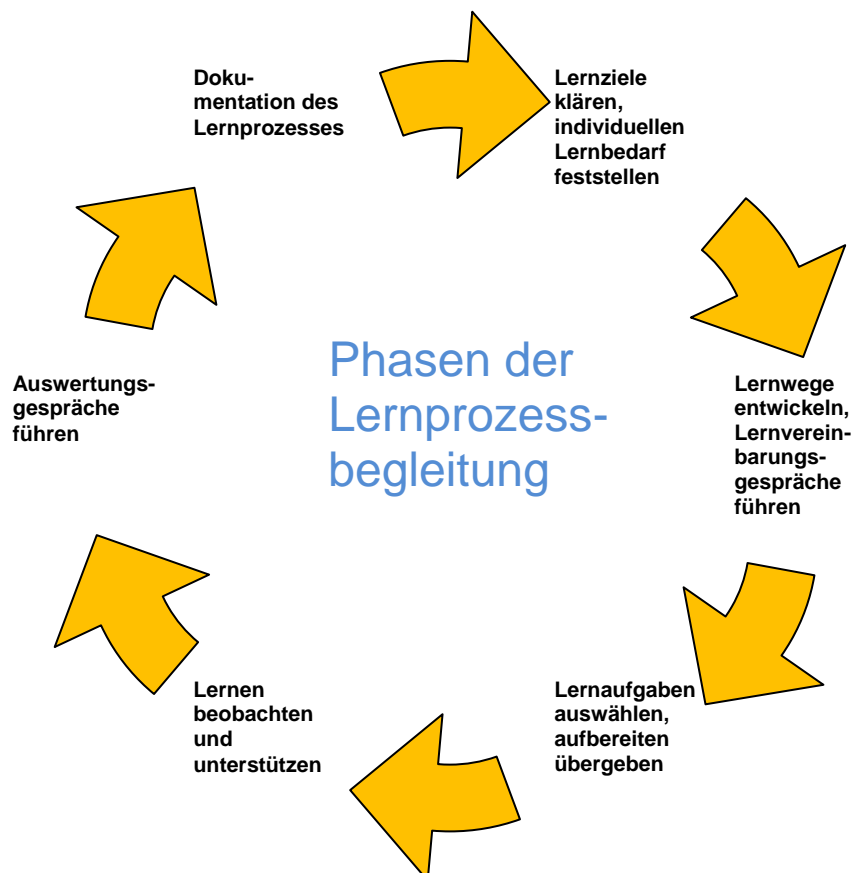 Phasen der
Lernprozess-
begleitung
Lernziele
klären,
individuellen
Lernbedarf
feststellen
Lernwege
entwickeln,
Lernverein-
barungs-
gespräche
führen
Lernaufgaben
auswählen,
aufbereiten
übergeben
Lernen
beobachten
und
unterstützen
Auswertungs-
gespräche
führen
Doku-
mentation des
Lernprozesses